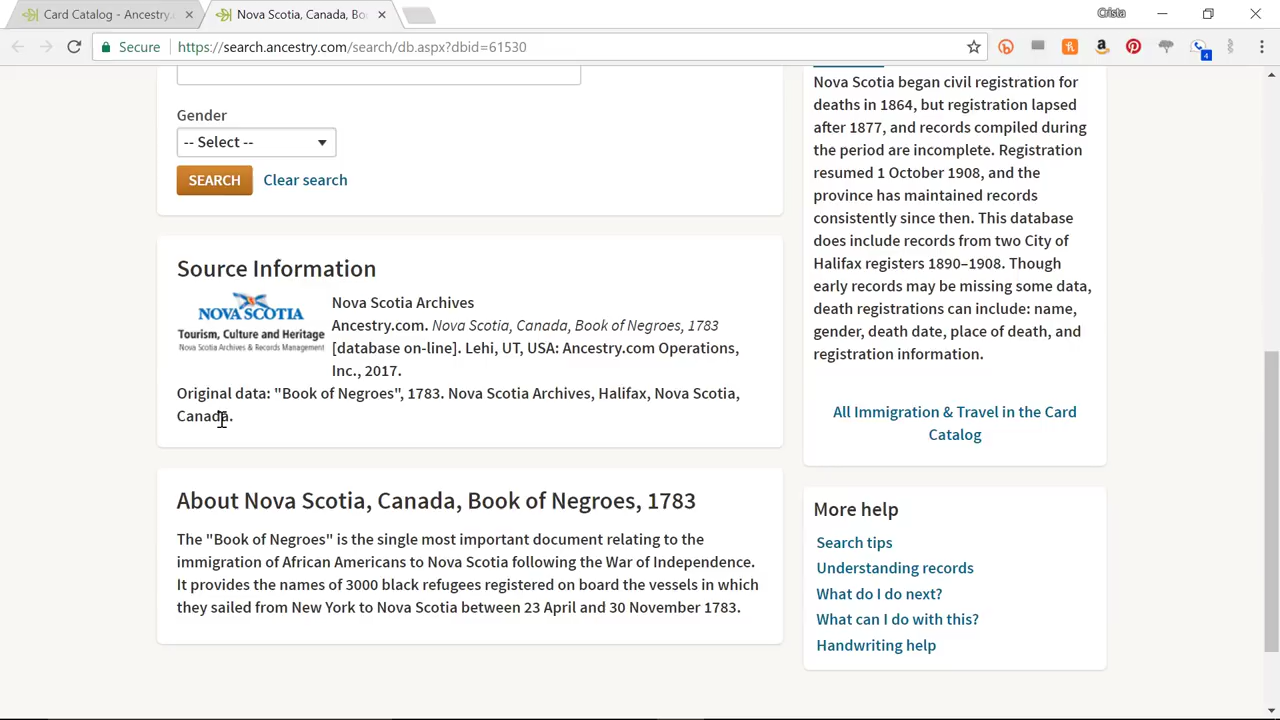 Card Catalog - Ancestry.
Nova Scotia, Canada, Bo
Crista
Secure
https://search.ancestry.com/search/db.aspx?dbid=61530
4
Gender
-- Select --
SEARCH
Clear search
Source Information
NOVA SCOTIA
Tourism, Culture and Heritage
Nova Scotia Archives & Records Management
Nova Scotia Archives
Ancestry.com. Nova Scotia, Canada, Book of Negroes, 1783
[database on-line]. Lehi, UT, USA: Ancestry.com Operations,
Inc., 2017.
Original data: "Book of Negroes", 1783. Nova Scotia Archives, Halifax, Nova Scotia,
Canada.
About Nova Scotia, Canada, Book of Negroes, 1783
The "Book of Negroes" is the single most important document relating to the
immigration of African Americans to Nova Scotia following the War of Independence.
It provides the names of 3000 black refugees registered on board the vessels in which
they sailed from New York to Nova Scotia between 23 April and 30 November 1783.
Nova Scotia began civil registration for
deaths in 1864, but registration lapsed
after 1877, and records compiled during
the period are incomplete. Registration
resumed 1 October 1908, and the
province has maintained records
consistently since then. This database
does include records from two City of
Halifax registers 1890–1908. Though
early records may be missing some data,
death registrations can include: name,
gender, death date, place of death, and
registration information.
All Immigration & Travel in the Card
Catalog
More help
Search tips
Understanding records
What do I do next?
What can I do with this?
Handwriting help